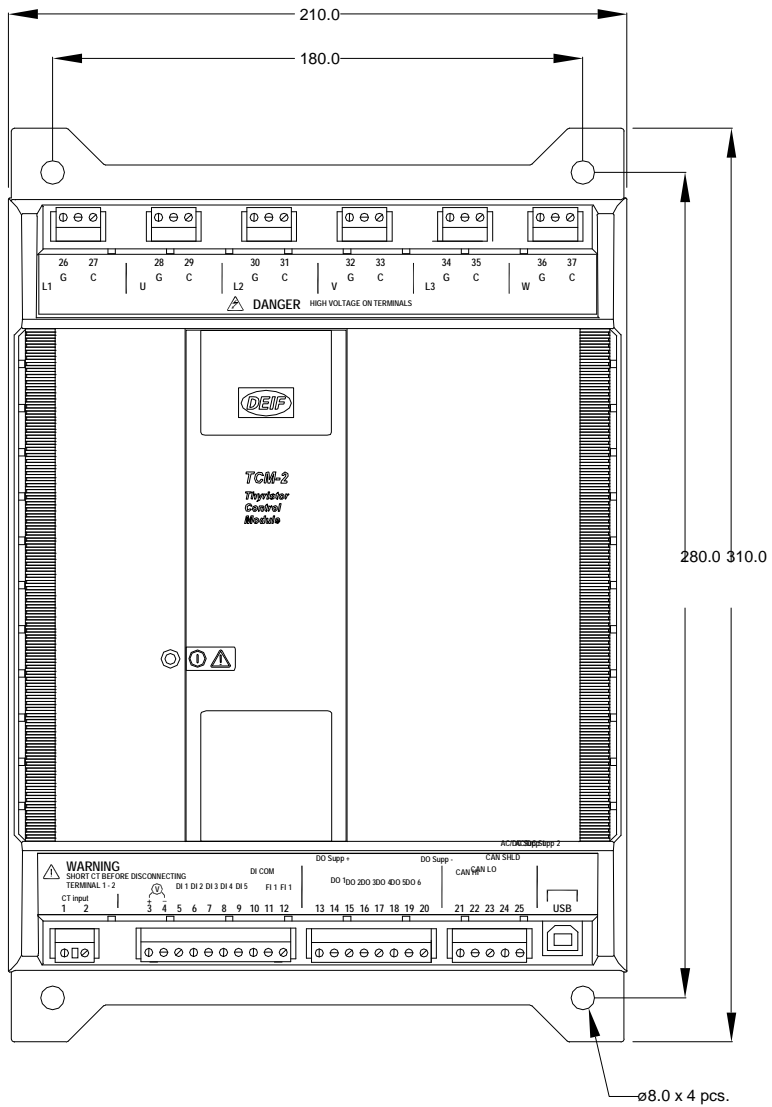 210.0
180.0
26 27 28 29 30 31 32 33 34 35 36 37
G C G C G C G C G C G C
L1 U L2 V L3 W
DANGER HIGH VOLTAGE ON TERMINALS
DEIF
TCM-2
Thyristor
Control
Module
280.0 310.0
WARNING
SHORT CT BEFORE DISCONNECTING
TERMINAL 1 - 2
CT input
V
+ -
DI 1 DI 2 DI 3 DI 4 DI 5
DI COM
FI 1 FI 1
DO Supp +
DO 1 DO 2 DO 3 DO 4 DO 5 DO 6
DO Supp -
CAN HI
CAN LO
CAN SHLD
Supp 2
1 2 3 4 5 6 7 8 9 10 11 12 13 14 15 16 17 18 19 20 21 22 23 24 25 USB
ø8.0 x 4 pcs.